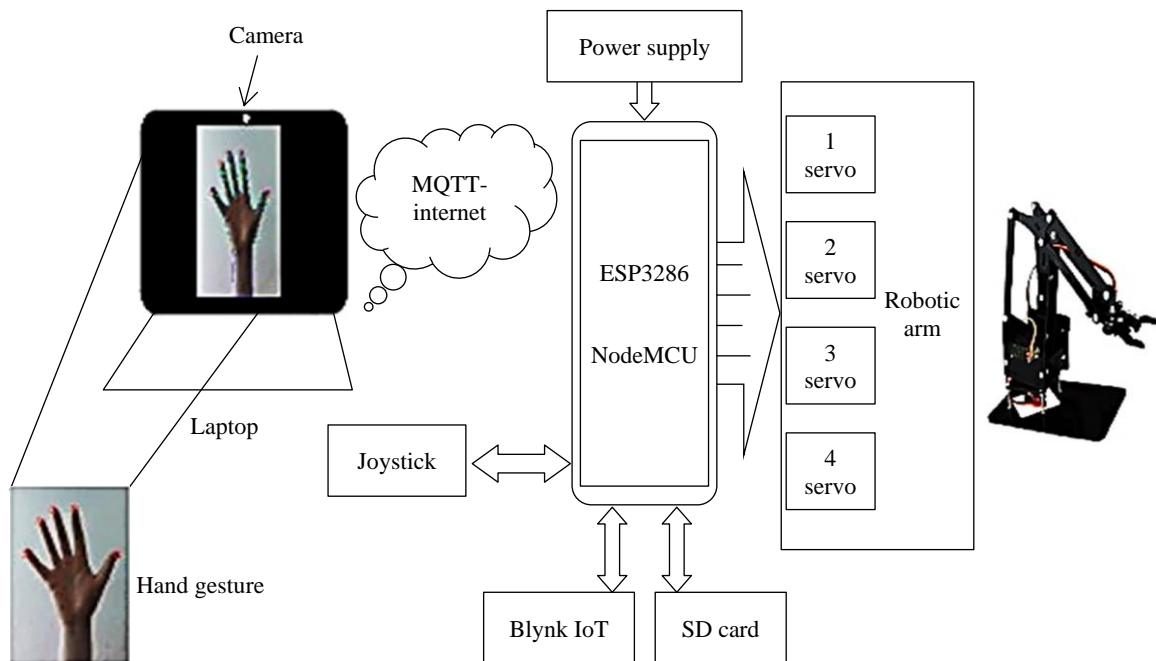 Camera
Power supply
MQTT-
internet
1
servo
2
servo
3
servo
4
servo
Robotic
arm
ESP3286
NodeMCU
Laptop
Joystick
Hand gesture
Blynk IoT
SD card